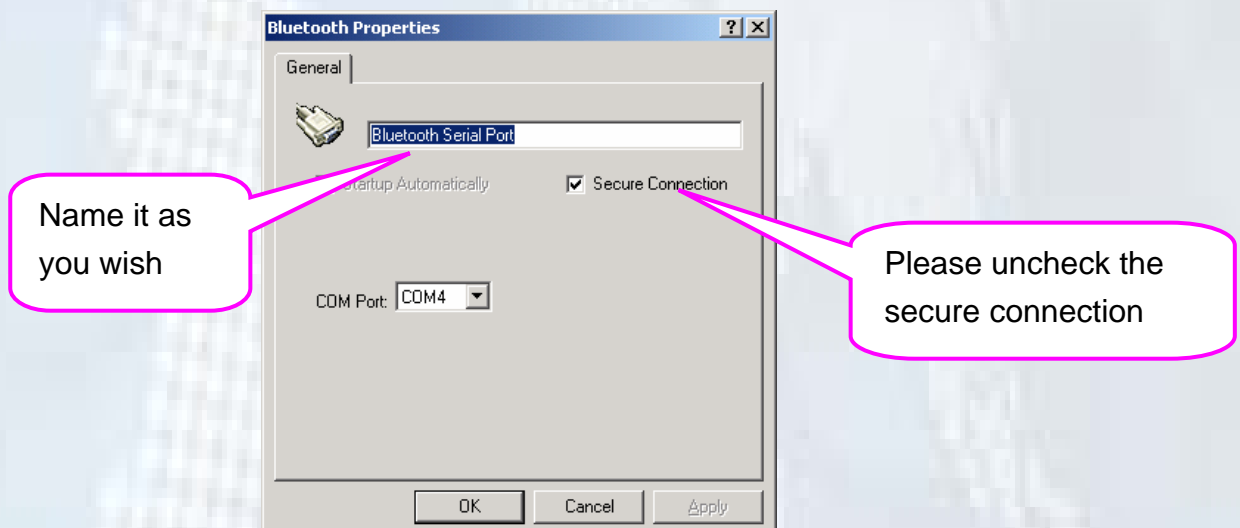 Bluetooth Properties
General
Bluetooth Serial Port
Startup Automatically
Secure Connection
Name it as
you wish
Please uncheck the
secure connection
COM Port: COM4
OK
Cancel
Apply